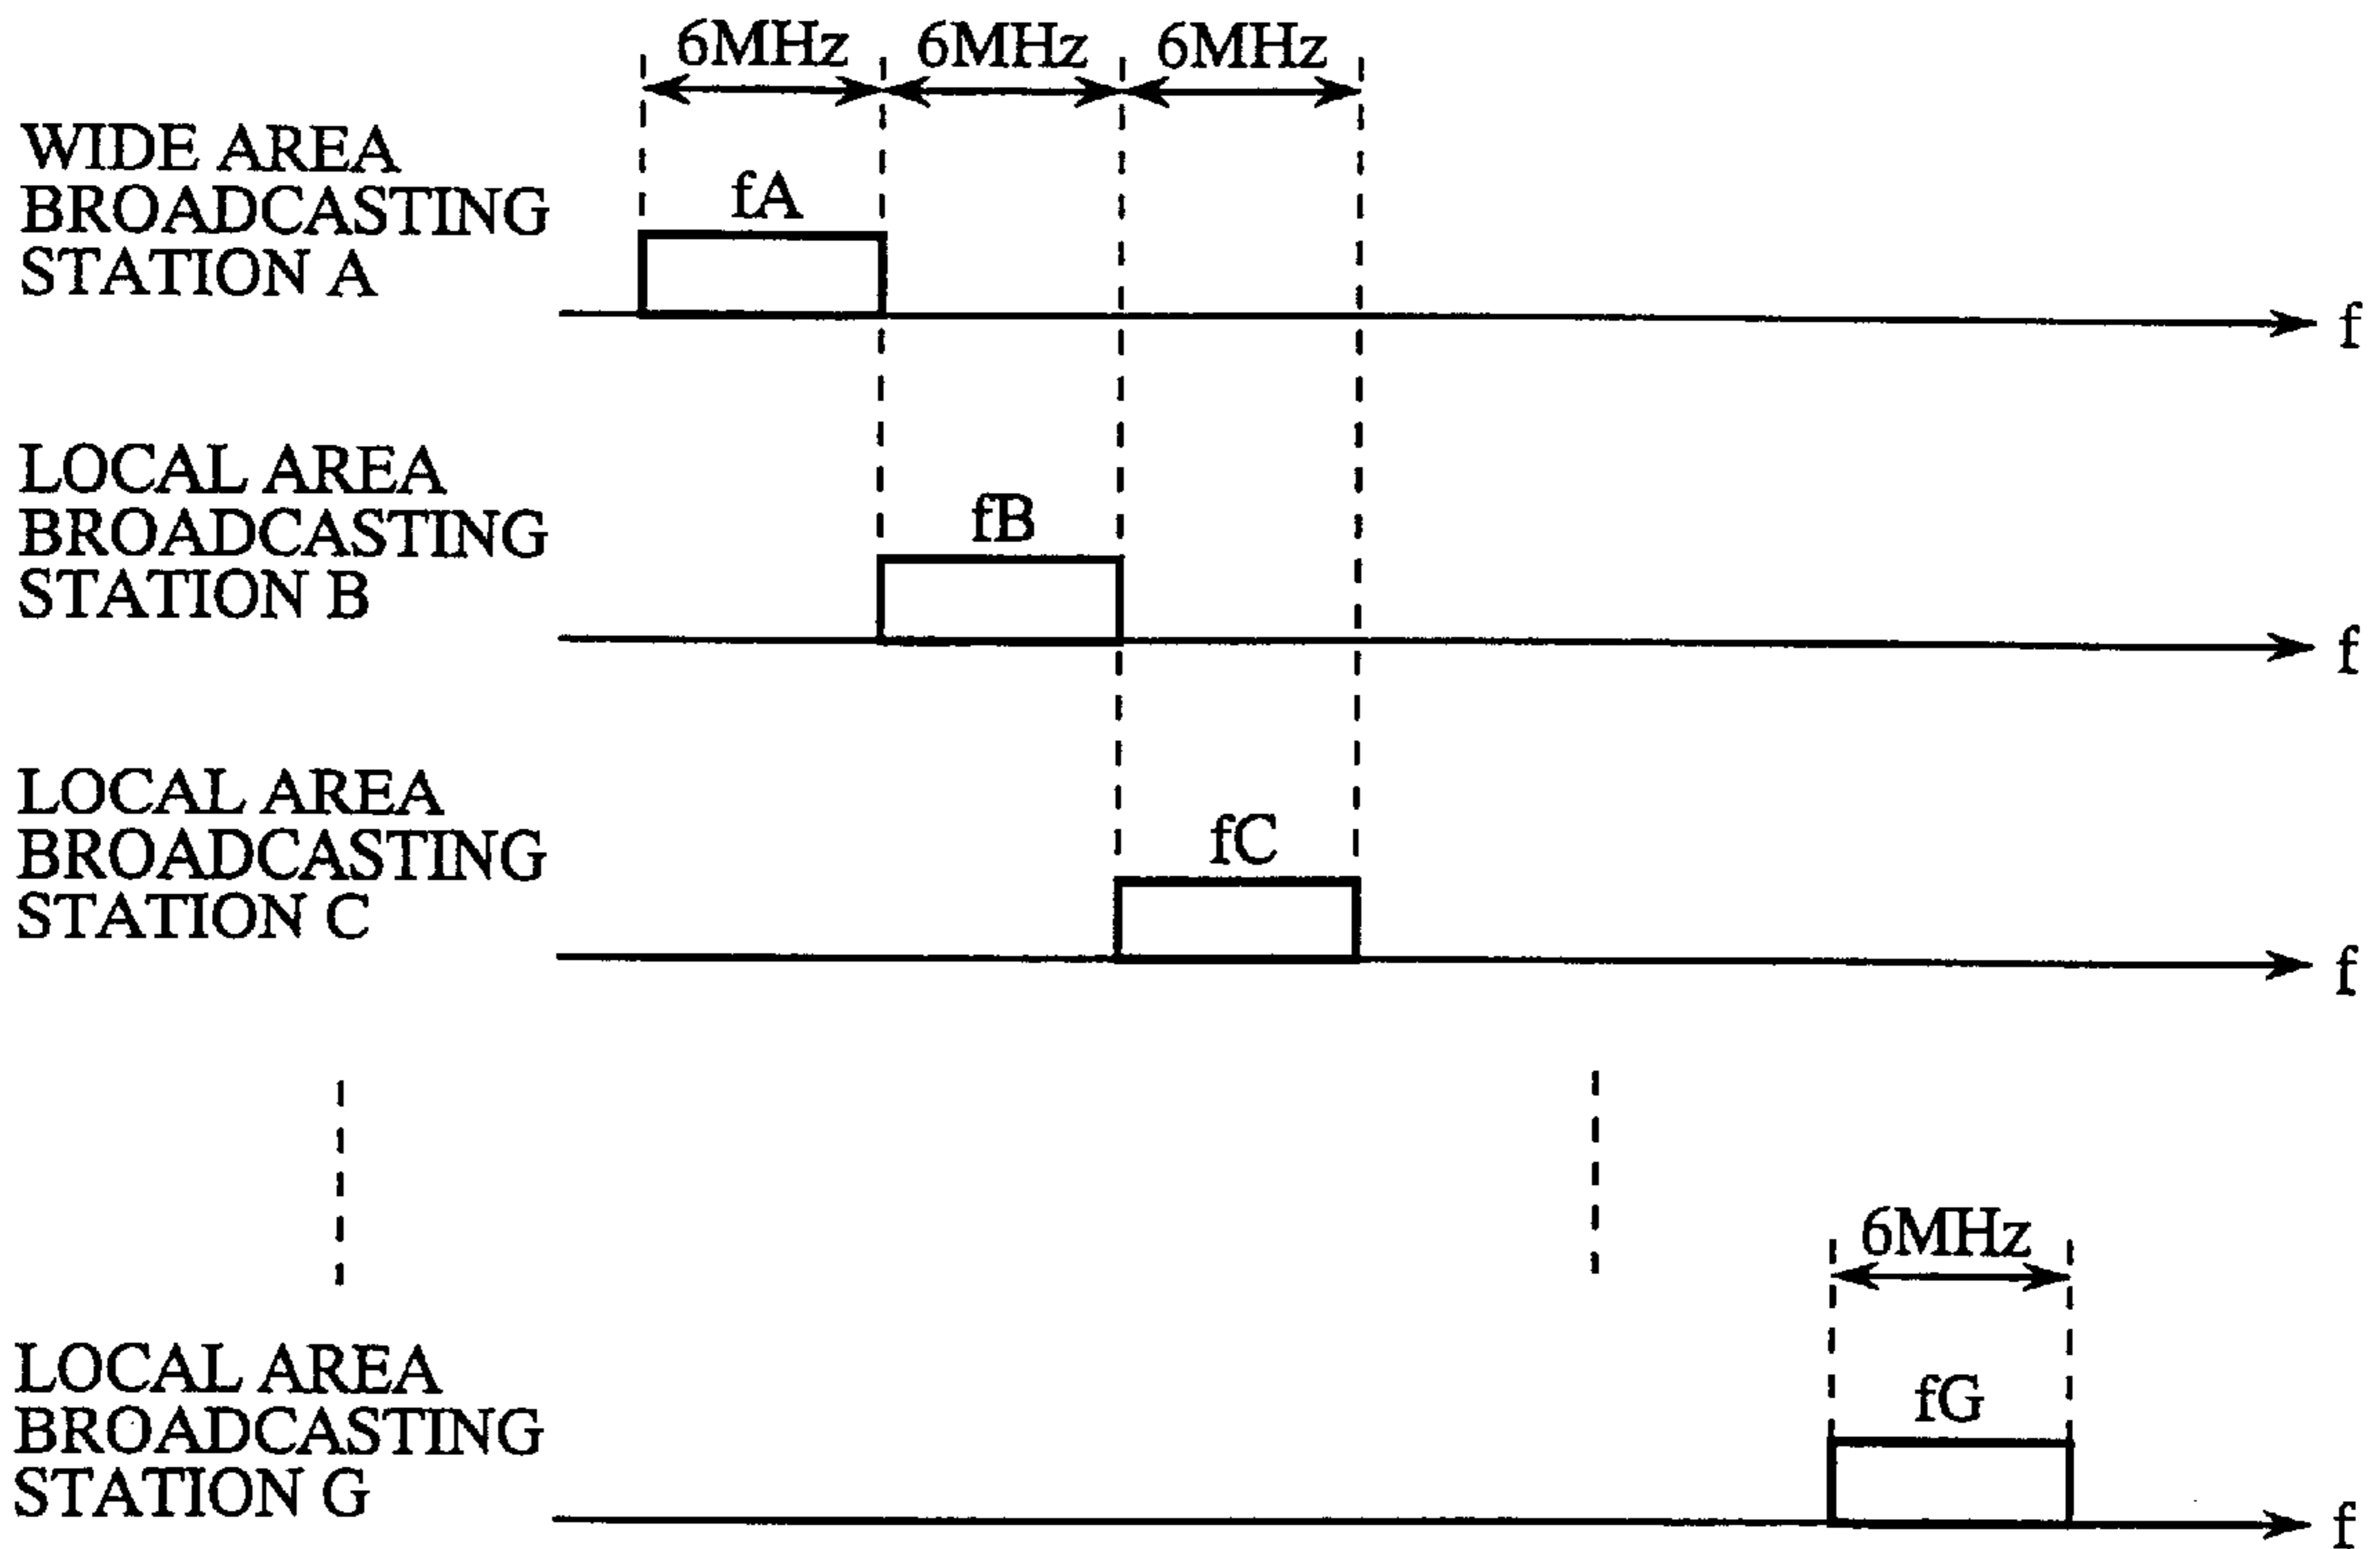 6MHz 6MHz 6MHz
WIDE AREA
BROADCASTING
STATION A
fA
f
LOCAL AREA
BROADCASTING
STATION B
fB
f
LOCAL AREA
BROADCASTING
STATION C
fC
f
6MHz
LOCAL AREA
BROADCASTING
STATION G
fG
f